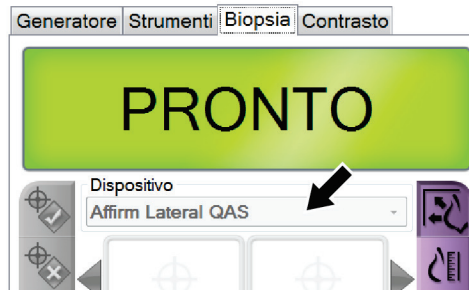 Generatore Strumenti Biopsia Contrasto
PRONTO
Dispositivo
Affirm Lateral QAS